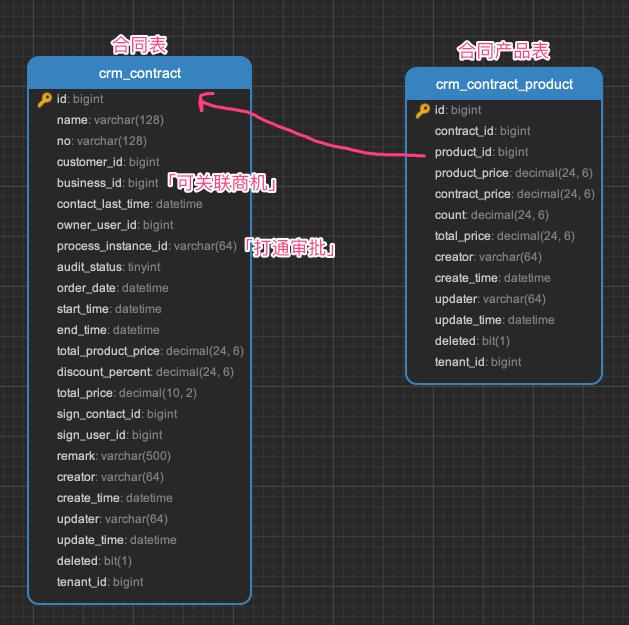 合同表
crm_contract
id: bigint
name: varchar(128)
no: varchar(128)
customer_id: bigint
business_id: bigint 「可关联商机」
contact_last_time: datetime
owner_user_id: bigint
process_instance_id: varchar(64) 「打通审批」
audit_status: tinyint
order_date: datetime
start_time: datetime
end_time: datetime
total_product_price: decimal(24, 6)
discount_percent: decimal(24, 6)
total_price: decimal(10, 2)
sign_contact_id: bigint
sign_user_id: bigint
remark: varchar(500)
creator: varchar(64)
create_time: datetime
updater: varchar(64)
update_time: datetime
deleted: bit(1)
tenant_id: bigint
合同产品表
crm_contract_product
id: bigint
contract_id: bigint
product_id: bigint
product_price: decimal(24, 6)
contract_price: decimal(24, 6)
count: decimal(24, 6)
total_price: decimal(24, 6)
creator: varchar(64)
create_time: datetime
updater: varchar(64)
update_time: datetime
deleted: bit(1)
tenant_id: bigint